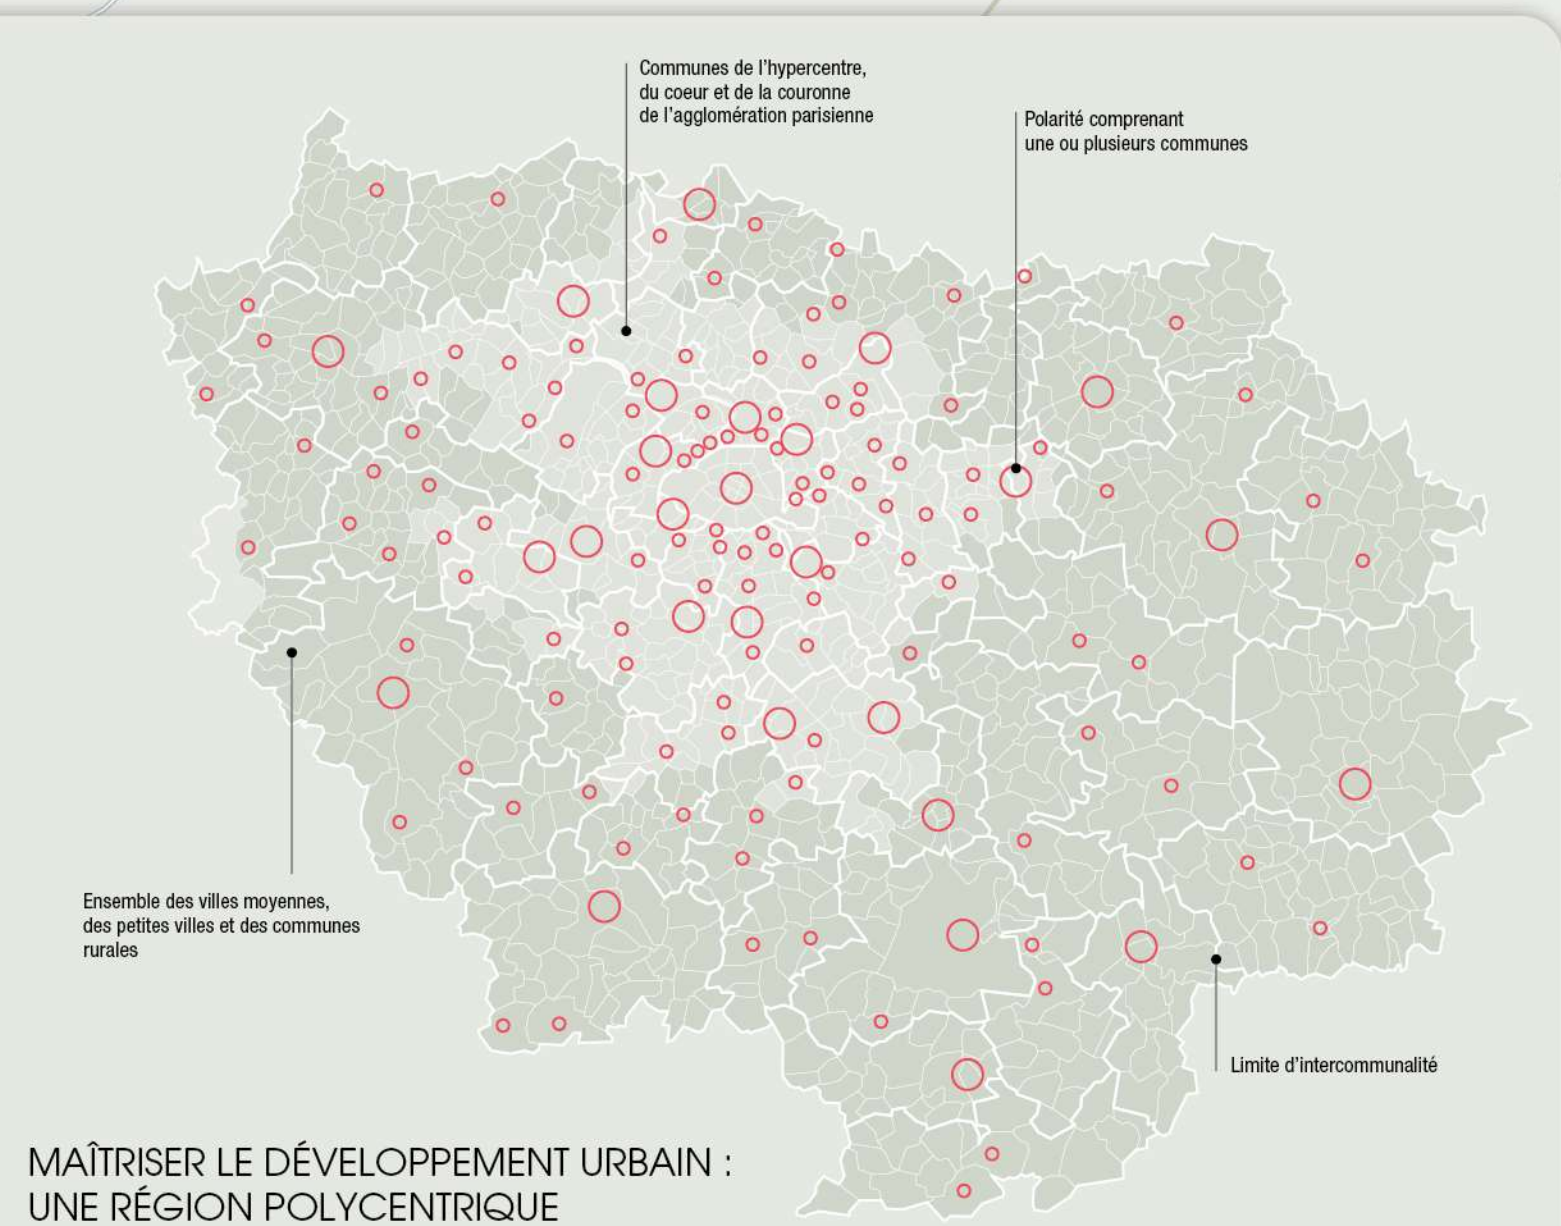 Communes de l'hypercentre,
du coeur et de la couronne
de l'agglomération parisienne
Polarité comprenant
une ou plusieurs communes
Ensemble des villes moyennes,
des petites villes et des communes
rurales
Limite d'intercommunalité
MAÎTRISER LE DÉVELOPPEMENT URBAIN :
UNE RÉGION POLYCENTRIQUE